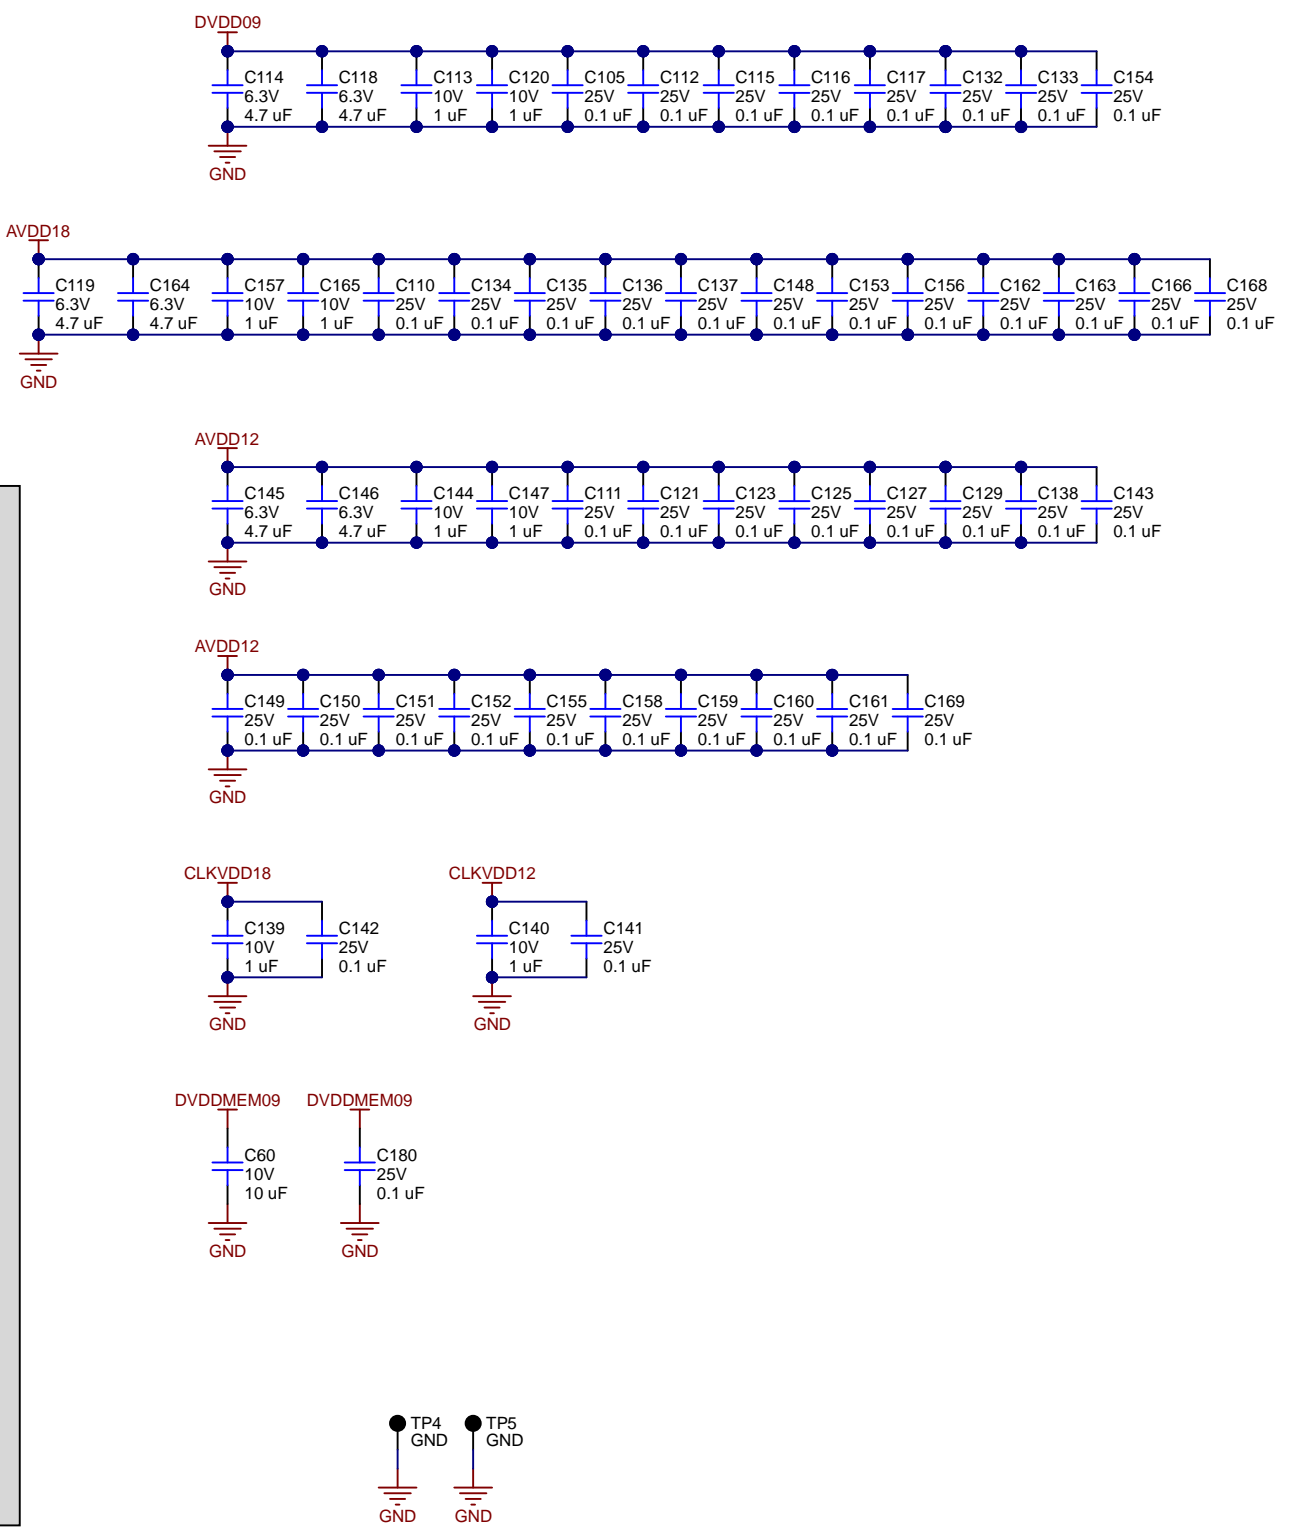 DVDD09
C114 C118 C113 C120 C105 C112 C115 C116 C117 C132 C133 C154
6.3V 6.3V 10V 10V 25V 25V 25V 25V 25V 25V 25V 25V
4.7 uF 4.7 uF 1 uF 1 uF 0.1 uF 0.1 uF 0.1 uF 0.1 uF 0.1 uF 0.1 uF 0.1 uF 0.1 uF
GND
AVDD18
C119 C164 C157 C165 C110 C134 C135 C136 C137 C148 C153 C156 C162 C163 C166 C168
6.3V 6.3V 10V 10V 25V 25V 25V 25V 25V 25V 25V 25V 25V 25V 25V 25V
4.7 uF 4.7 uF 1 uF 1 uF 0.1 uF 0.1 uF 0.1 uF 0.1 uF 0.1 uF 0.1 uF 0.1 uF 0.1 uF 0.1 uF 0.1 uF 0.1 uF 0.1 uF
GND
AVDD12
C145 C146 C144 C147 C111 C121 C123 C125 C127 C129 C138 C143
6.3V 6.3V 10V 10V 25V 25V 25V 25V 25V 25V 25V 25V
4.7 uF 4.7 uF 1 uF 1 uF 0.1 uF 0.1 uF 0.1 uF 0.1 uF 0.1 uF 0.1 uF 0.1 uF 0.1 uF
GND
AVDD12
C149 C150 C151 C152 C155 C158 C159 C160 C161 C169
25V 25V 25V 25V 25V 25V 25V 25V 25V 25V
0.1 uF 0.1 uF 0.1 uF 0.1 uF 0.1 uF 0.1 uF 0.1 uF 0.1 uF 0.1 uF 0.1 uF
GND
CLKVDD18 CLKVDD12
C139 C142 C140 C141
10V 25V 10V 25V
1 uF 0.1 uF 1 uF 0.1 uF
GND GND
DVDDMEM09 DVDDMEM09
C60 C180
10V 25V
10 uF 0.1 uF
GND GND
TP4 TP5
GND GND
GND GND